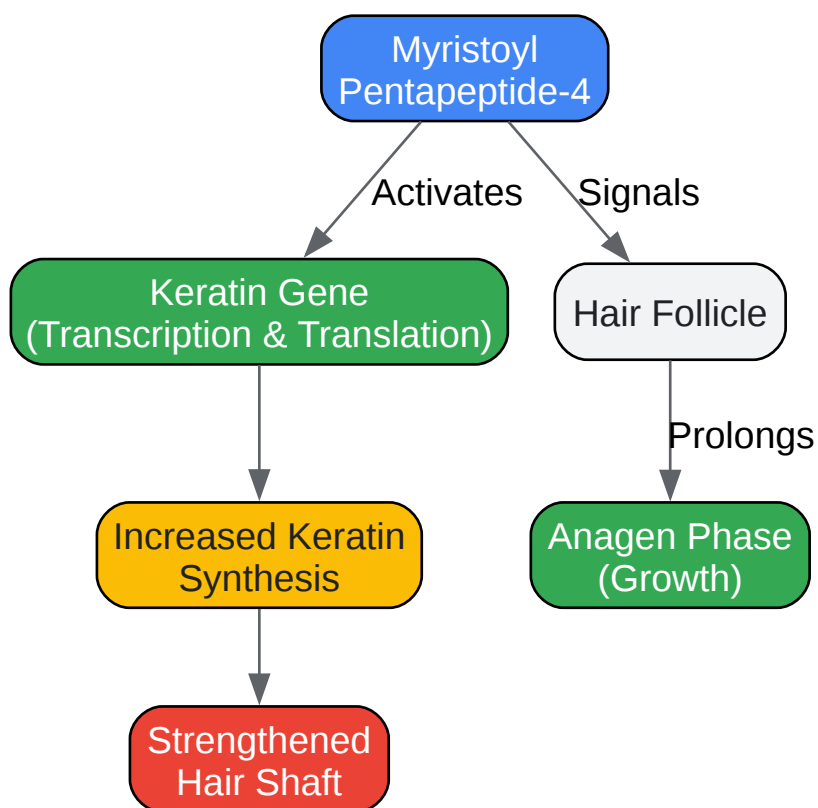 Myristoyl
Pentapeptide-4
Activates
Signals
Keratin Gene
(Transcription & Translation)
Hair Follicle
Prolongs
Increased Keratin
Synthesis
Anagen Phase
(Growth)
Strengthened
Hair Shaft